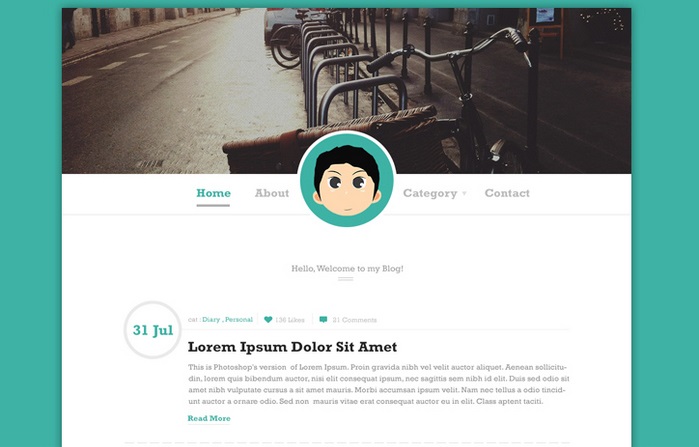 Home About Category Contact
Hello, Welcome to my Blog!
31 Jul
cat : Diary , Personal 136 Likes 21 Comments
Lorem Ipsum Dolor Sit Amet
This is Photoshop's version of Lorem Ipsum. Proin gravida nibh vel velit auctor aliquet. Aenean sollicitu-
din, lorem quis bibendum auctor, nisi elit consequat ipsum, nec sagittis sem nibh id elit. Duis sed odio sit
amet nibh vulputate cursus a sit amet mauris. Morbi accumsan ipsum velit. Nam nec tellus a odio tincid-
unt auctor a ornare odio. Sed non mauris vitae erat consequat auctor eu in elit. Class aptent taciti.
Read More